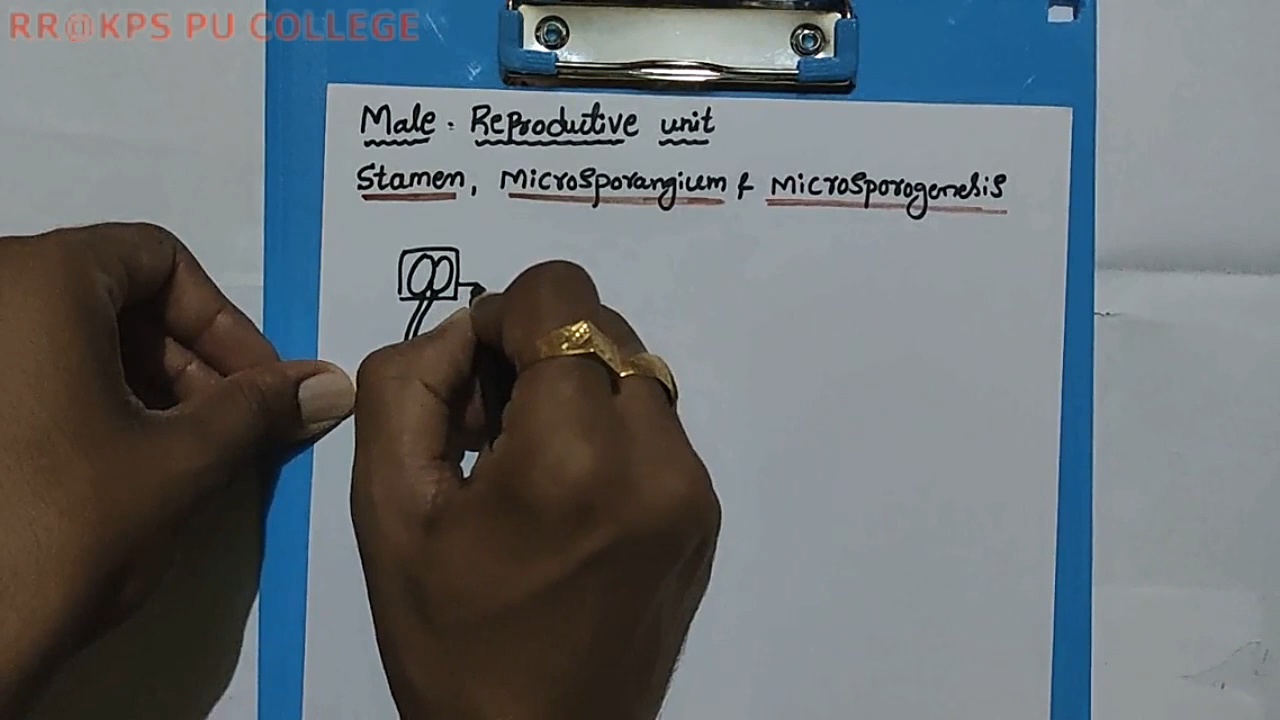 RR@KPS PU COLLEGE
Male. Reproductive unit
Stamen, Microsporangium & Microsporogenesis